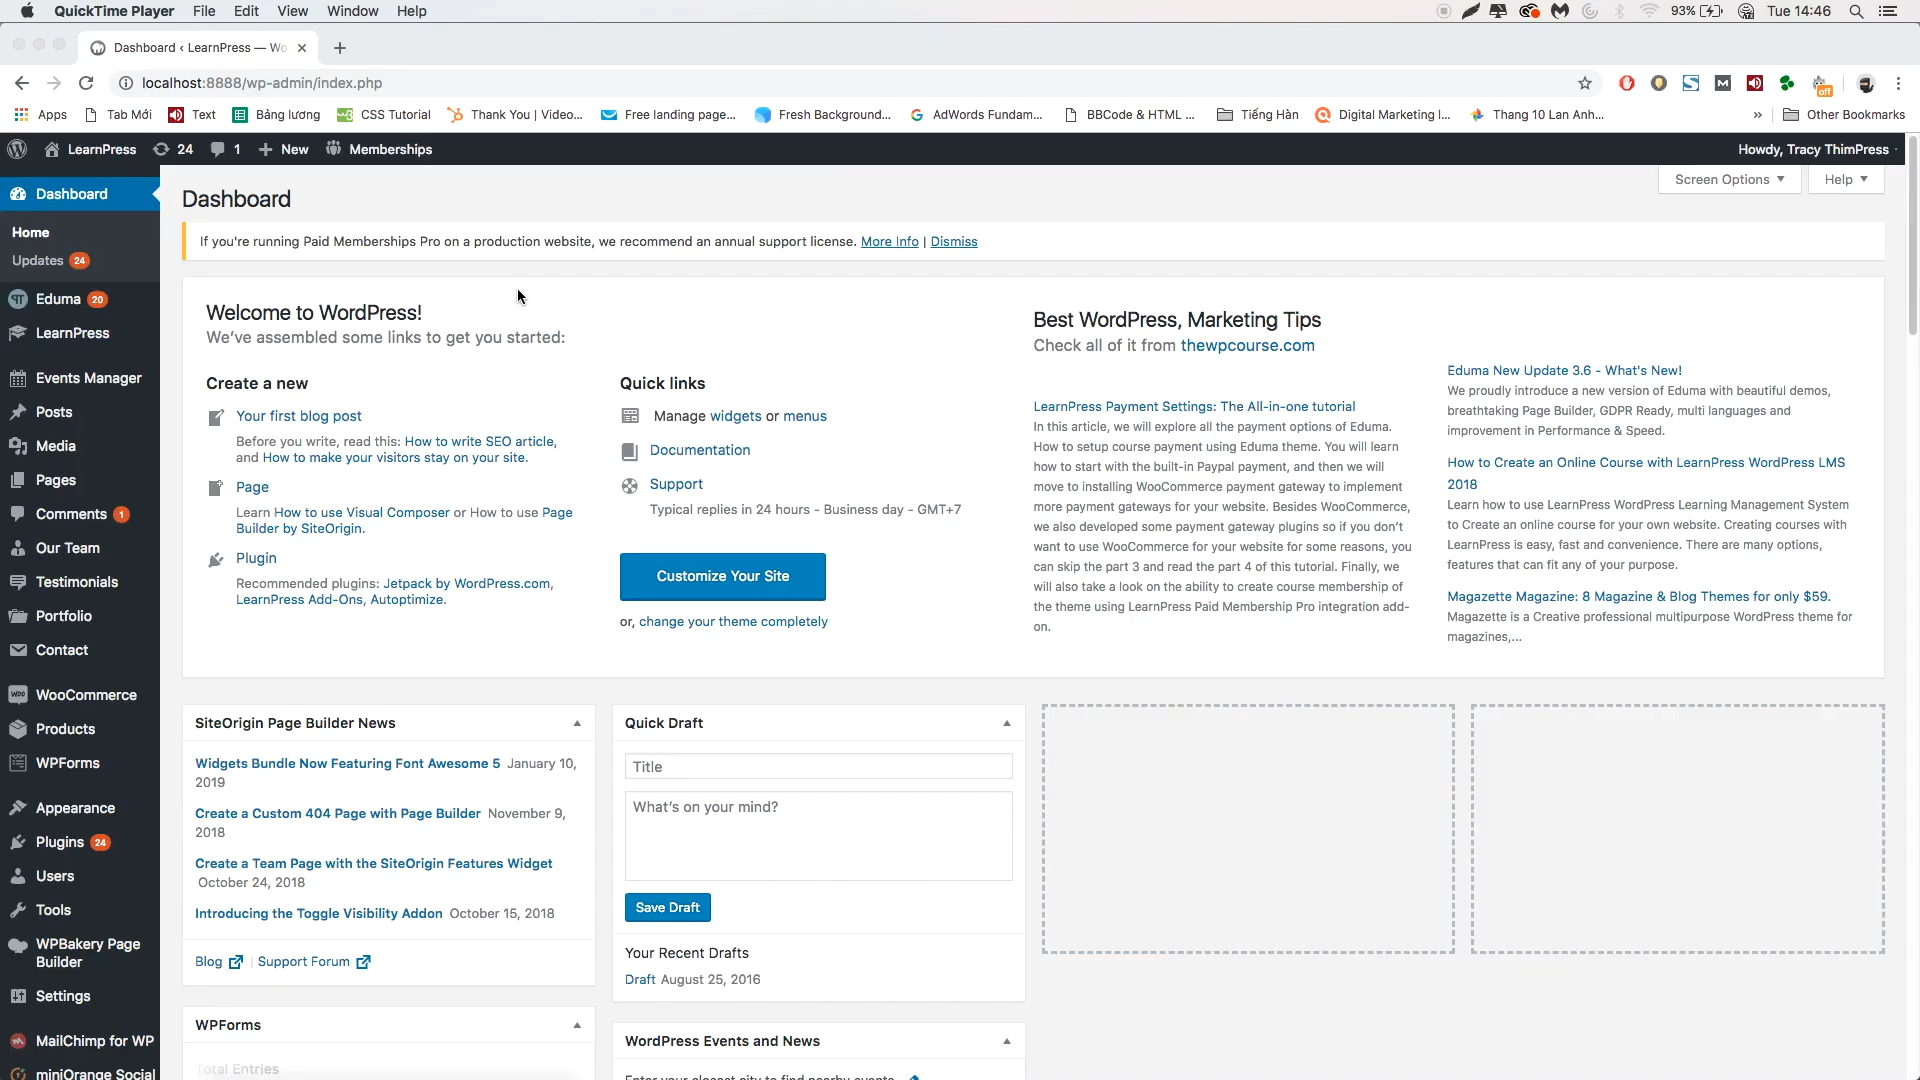 QuickTime Player File Edit View Window Help
93% Tue 14:46
Dashboard ‹ LearnPress — Wo
localhost:8888/wp-admin/index.php
off
Apps Tab Mới Text Bảng lương CSS Tutorial Thank You | Video... Free landing page... Fresh Background... AdWords Fundam... BBCode & HTML ... Tiếng Hàn Digital Marketing I... Thang 10 Lan Anh... » Other Bookmarks
LearnPress 24 1 New Memberships
Howdy, Tracy ThimPress
Dashboard
Home
Updates 24
Eduma 20
LearnPress
Events Manager
Posts
Media
Pages
Comments 1
Our Team
Testimonials
Portfolio
Contact
WooCommerce
Products
WPForms
Appearance
Plugins 24
Users
Tools
WPBakery Page
Builder
Settings
MailChimp for WP
miniOrange Social
Screen Options Help
Dashboard
If you're running Paid Memberships Pro on a production website, we recommend an annual support license. More Info | Dismiss
Welcome to WordPress!
We've assembled some links to get you started:
Create a new
Your first blog post
Before you write, read this: How to write SEO article,
and How to make your visitors stay on your site.
Page
Learn How to use Visual Composer or How to use Page
Builder by SiteOrigin.
Plugin
Recommended plugins: Jetpack by WordPress.com,
LearnPress Add-Ons, Autoptimize.
Quick links
Manage widgets or menus
Documentation
Support
Typical replies in 24 hours - Business day - GMT+7
Customize Your Site
or, change your theme completely
Best WordPress, Marketing Tips
Check all of it from thewpcourse.com
LearnPress Payment Settings: The All-in-one tutorial
In this article, we will explore all the payment options of Eduma.
How to setup course payment using Eduma theme. You will learn
how to start with the built-in Paypal payment, and then we will
move to installing WooCommerce payment gateway to implement
more payment gateways for your website. Besides WooCommerce,
we also developed some payment gateway plugins so if you don't
want to use WooCommerce for your website for some reasons, you
can skip the part 3 and read the part 4 of this tutorial. Finally, we
will also take a look on the ability to create course membership of
the theme using LearnPress Paid Membership Pro integration add-
on.
Eduma New Update 3.6 - What's New!
We proudly introduce a new version of Eduma with beautiful demos,
breathtaking Page Builder, GDPR Ready, multi languages and
improvement in Performance & Speed.
How to Create an Online Course with LearnPress WordPress LMS
2018
Learn how to use LearnPress WordPress Learning Management System
to Create an online course for your own website. Creating courses with
LearnPress is easy, fast and convenience. There are many options,
features that can fit any of your purpose.
Magazette Magazine: 8 Magazine & Blog Themes for only $59.
Magazette is a Creative professional multipurpose WordPress theme for
magazines,...
SiteOrigin Page Builder News
Widgets Bundle Now Featuring Font Awesome 5 January 10,
2019
Create a Custom 404 Page with Page Builder November 9,
2018
Create a Team Page with the SiteOrigin Features Widget
October 24, 2018
Introducing the Toggle Visibility Addon October 15, 2018
Blog | Support Forum
WPForms
Total Entries
Quick Draft
Title
What's on your mind?
Save Draft
Your Recent Drafts
Draft August 25, 2016
WordPress Events and News
Enter your closest city to find nearby events.